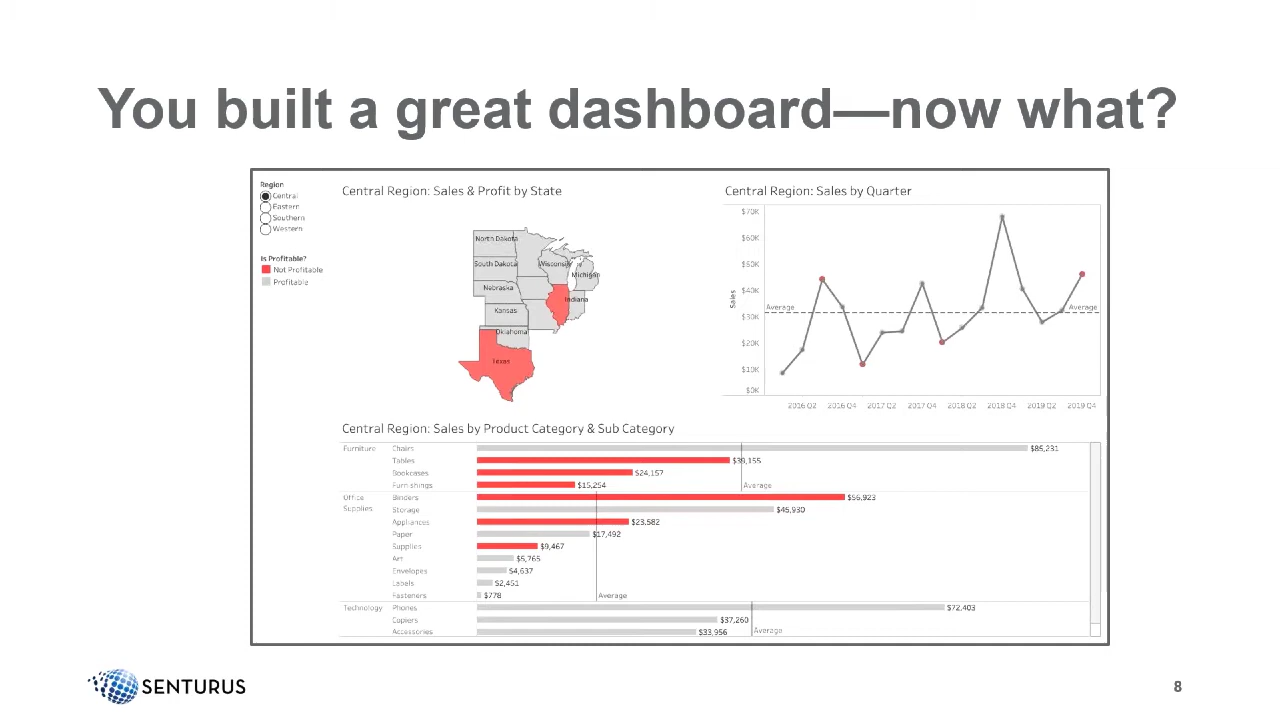 You built a great dashboard—now what?
Region
Central
Eastern
Southern
Western
Is Profitable?
Not Profitable
Profitable
Central Region: Sales & Profit by State
North Dakota
South Dakota
Wisconsin
Michigan
Nebraska
Indiana
Kansas
Oklahoma
Texas
Central Region: Sales by Quarter
$70K
$60K
$50K
$40K
$30K
$20K
$10K
$0K
Sales
Average
Average
2016 Q2 2016 Q4 2017 Q2 2017 Q4 2018 Q2 2018 Q4 2019 Q2 2019 Q4
Central Region: Sales by Product Category & Sub Category
Furniture Chairs $85,231
Tables $39,155
Bookcases $24,157
Furnishings $15,254 Average
Office Supplies Binders $56,923
Storage $45,930
Appliances $23,582
Paper $17,492
Supplies $9,467
Art $5,765
Envelopes $4,637
Labels $2,451
Fasteners $778 Average
Technology Phones $72,403
Copiers $37,260
Accessories $33,956 Average
SENTURUS
8